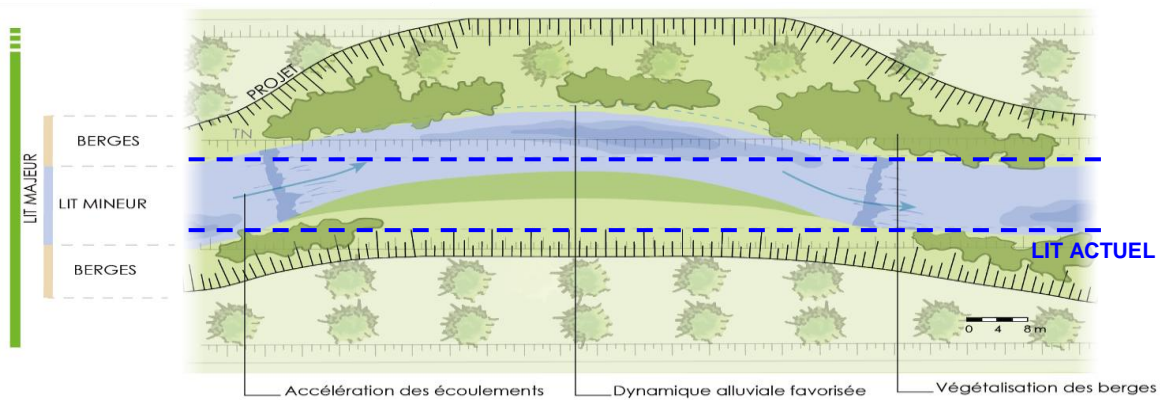 PROJET
TN
BERGES
LIT MAJEUR
LIT MINEUR
BERGES
LIT ACTUEL
0 4 8 m
Accélération des écoulements
Dynamique alluviale favorisée
Végétalisation des berges